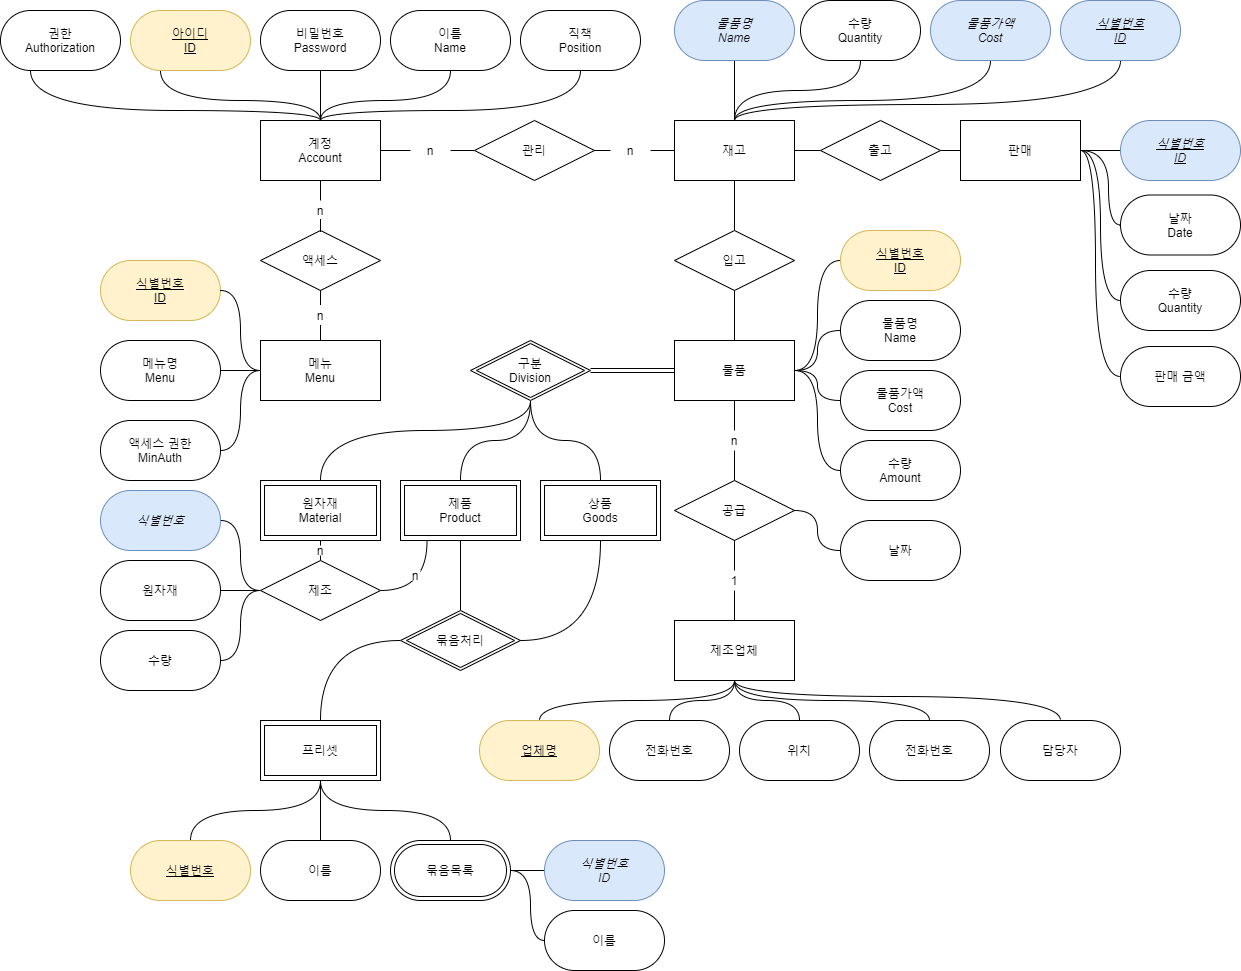 권한
Authorization
아이디
ID
비밀번호
Password
이름
Name
직책
Position
물품명
Name
수량
Quantity
물품가액
Cost
식별번호
ID
계정
Account
n
관리
n
재고
출고
판매
식별번호
ID
날짜
Date
수량
Quantity
판매 금액
n
액세스
n
입고
식별번호
ID
메뉴명
Menu
액세스 권한
MinAuth
메뉴
Menu
구분
Division
물품
식별번호
ID
물품명
Name
물품가액
Cost
수량
Amount
n
공급
날짜
1
원자재
Material
제품
Product
상품
Goods
식별번호
원자재
수량
n
제조
n
묶음처리
제조업체
업체명
전화번호
위치
전화번호
담당자
프리셋
식별번호
이름
묶음목록
식별번호
ID
이름